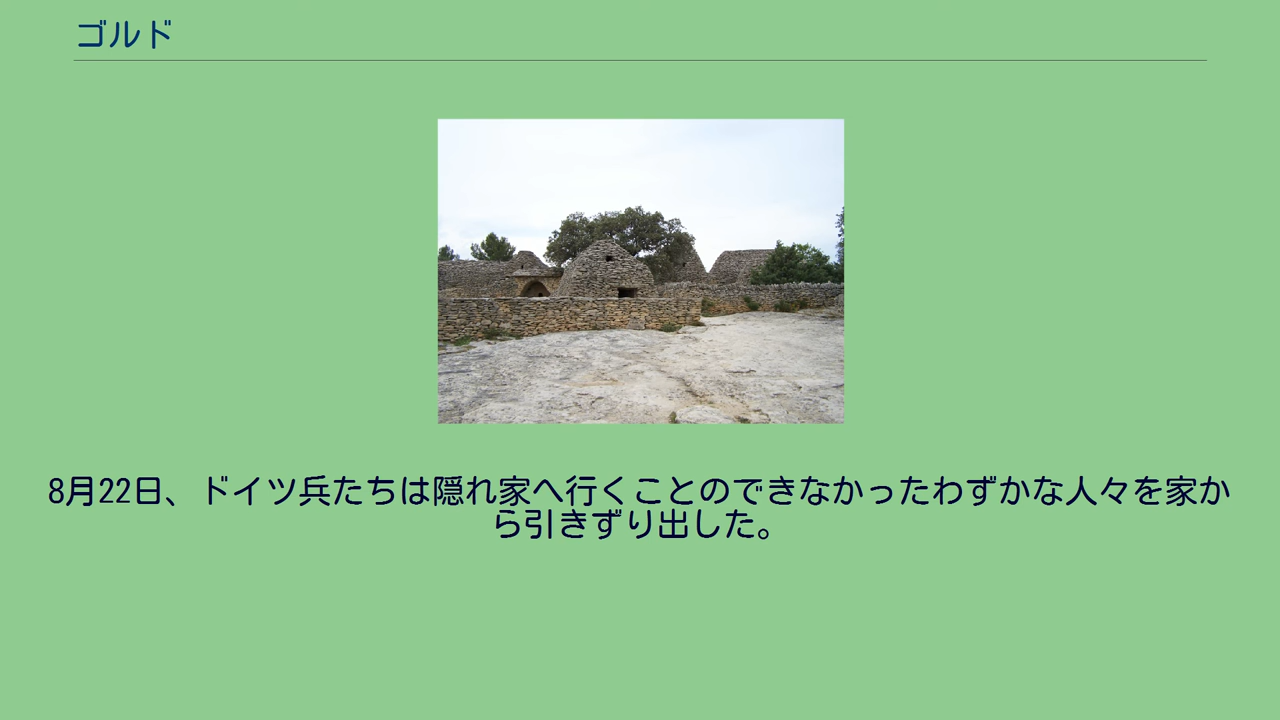 ゴルド
8月22日、ドイツ兵たちは隠れ家へ行くことのできなかったわずかな人々を家か
ら引きずり出した。